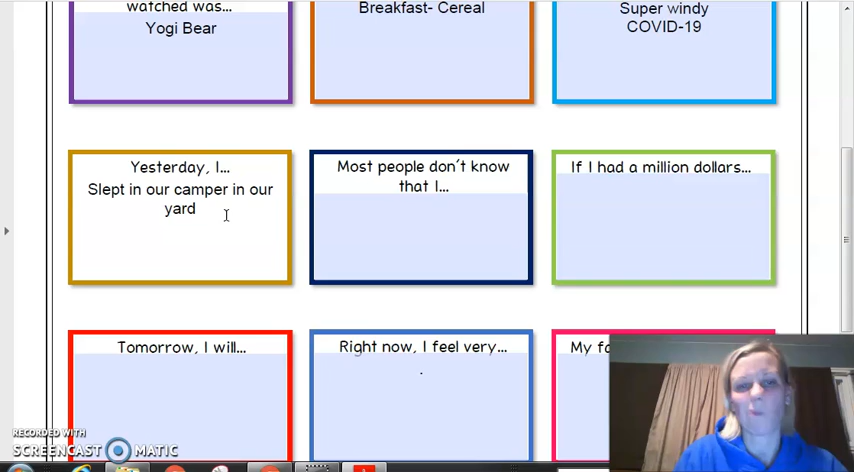 watched was...
Yogi Bear
Breakfast- Cereal
Super windy
COVID-19
Yesterday, I...
Slept in our camper in our
yard
Most people don't know
that I...
If I had a million dollars...
Tomorrow, I will...
Right now, I feel very...
.
My fa
RECORDED WITH
SCREENCAST MATIC